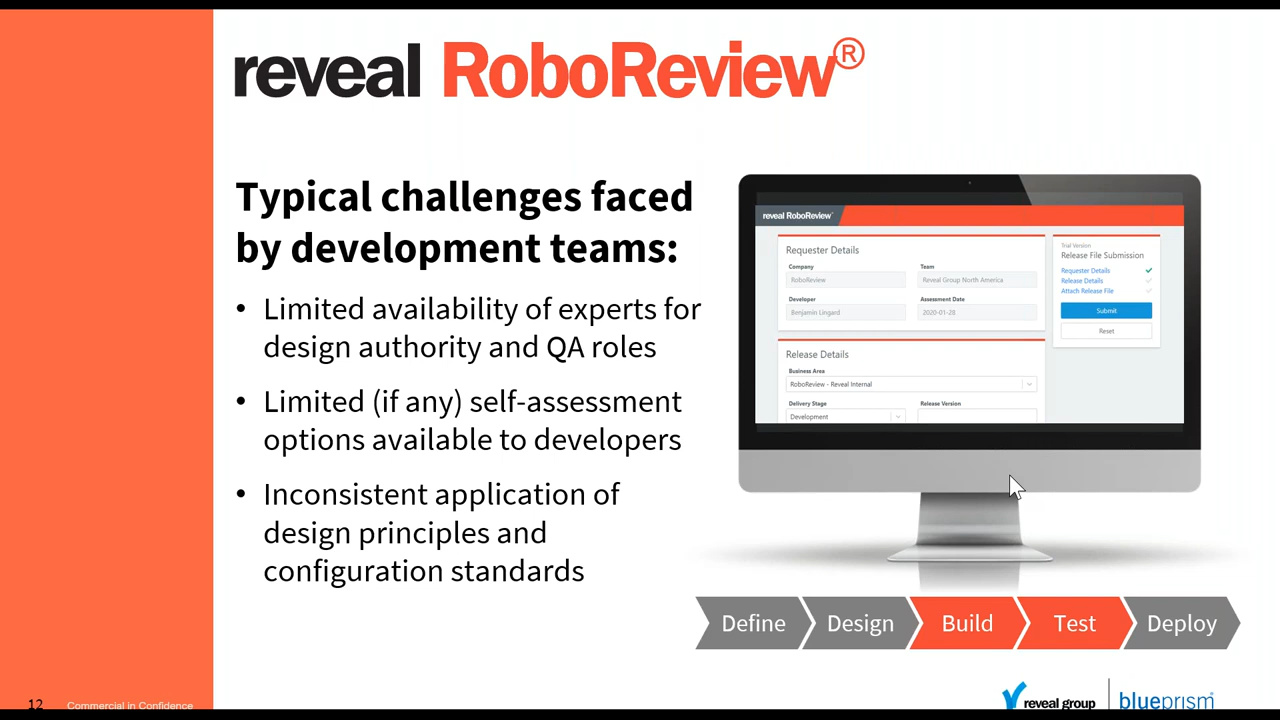 reveal RoboReview®
Typical challenges faced
by development teams:
• Limited availability of experts for
design authority and QA roles
• Limited (if any) self-assessment
options available to developers
• Inconsistent application of
design principles and
configuration standards
reveal RoboReview
Requester Details
Company
Team
RoboReview
Reveal Group North America
Developer
Assessment Date
Benjamin Lingard
2020-01-28
Release Details
Business Area
RoboReview - Reveal Internal
Delivery Stage
Release Version
Development
Trial Version
Release File Submission
Requester Details
Release Details
Attach Release File
Submit
Reset
Define
Design
Build
Test
Deploy
12
Commercial in Confidence
reveal group
blueprism